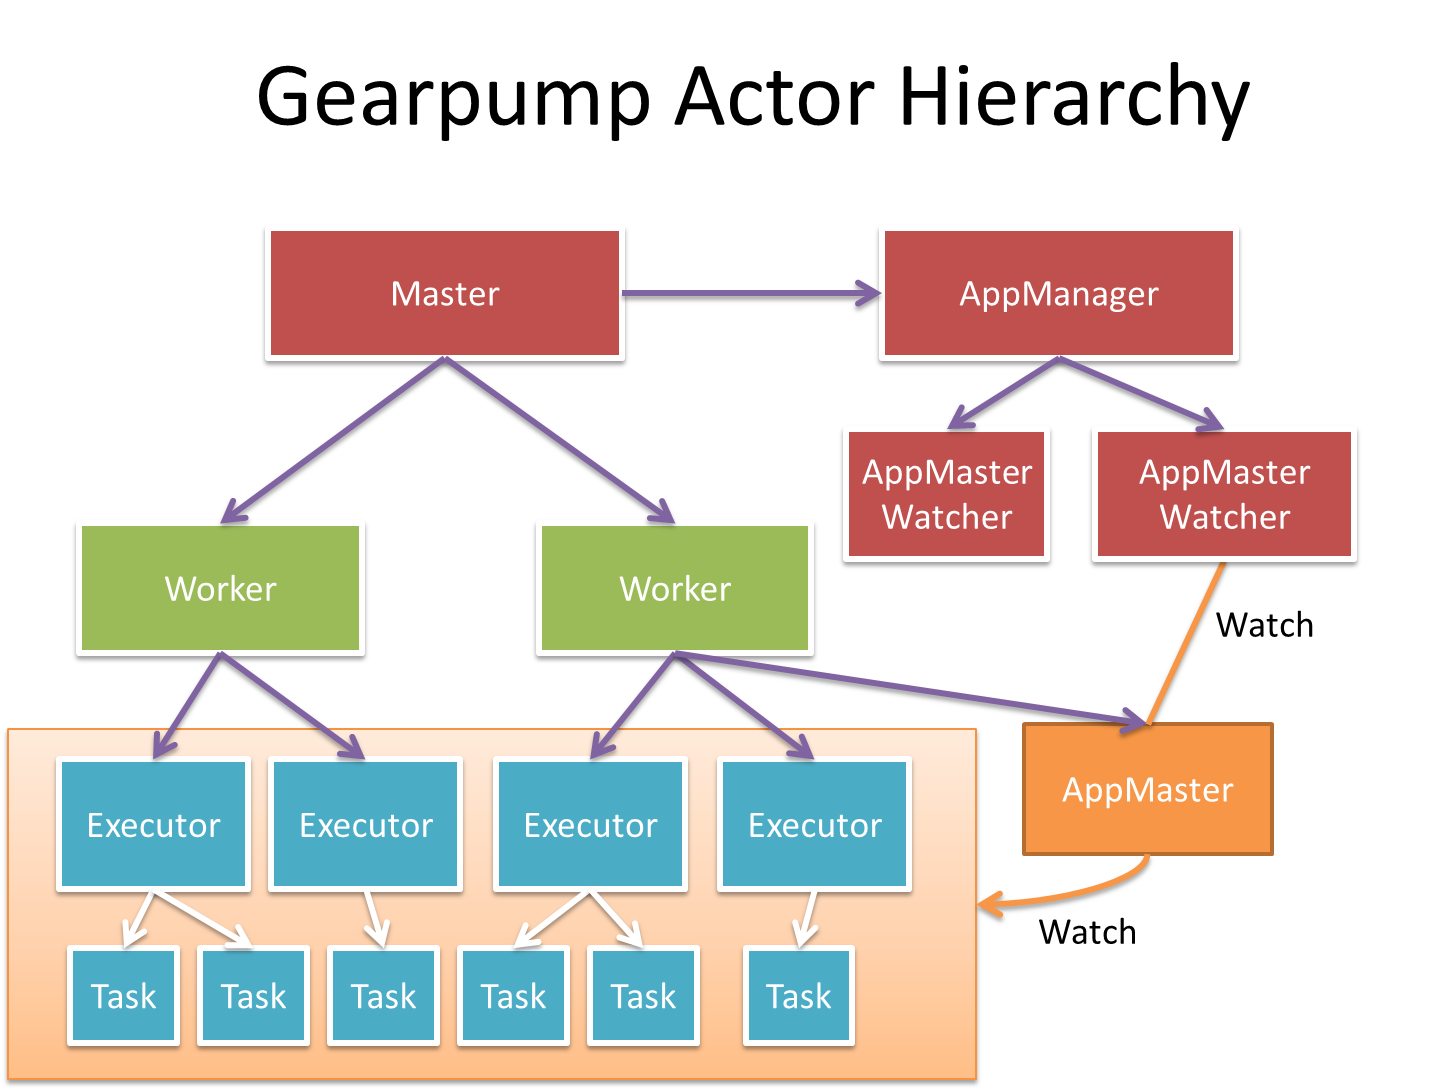 Gearpump Actor Hierarchy
Master
AppManager
AppMaster
Watcher
AppMaster
Watcher
Worker
Worker
Watch
Executor
Executor
Executor
Executor
AppMaster
Watch
Task
Task
Task
Task
Task
Task